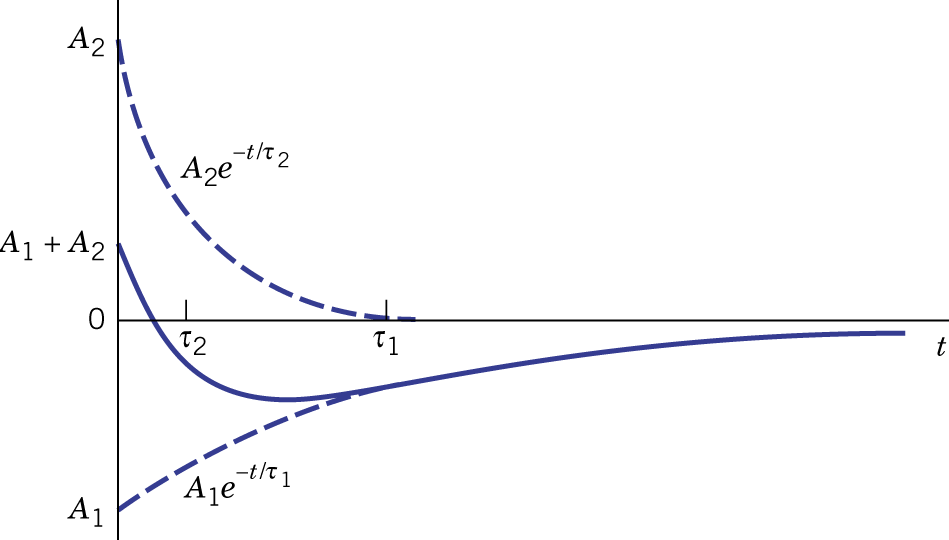 A₂
A₂e^{−t/τ₂}
A₁ + A₂
0
τ₂
τ₁
t
A₁e^{−t/τ₁}
A₁